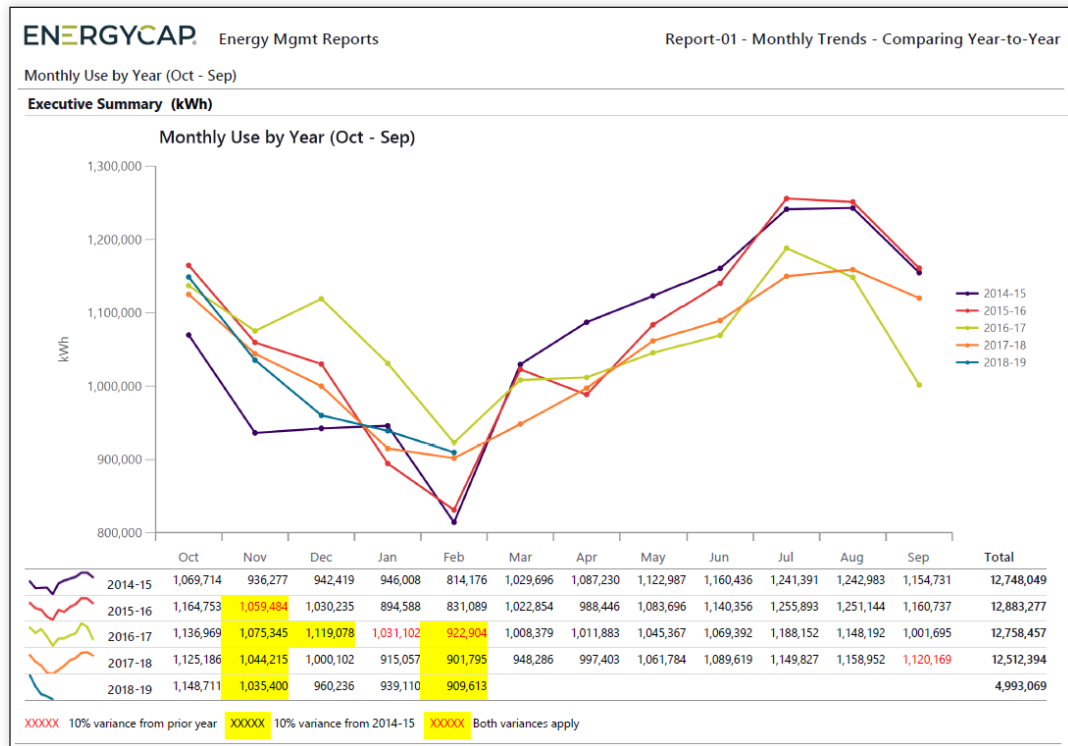 ENERGYCAP. Energy Mgmt Reports Report-01 - Monthly Trends - Comparing Year-to-Year
Monthly Use by Year (Oct - Sep)
Executive Summary (kWh)
Monthly Use by Year (Oct - Sep)
1,300,000
1,200,000
1,100,000
1,000,000
900,000
800,000
kWh
2014-15
2015-16
2016-17
2017-18
2018-19
Oct Nov Dec Jan Feb Mar Apr May Jun Jul Aug Sep Total
2014-15 1,069,714 936,277 942,419 946,008 814,176 1,029,696 1,087,230 1,122,987 1,160,436 1,241,391 1,242,983 1,154,731 12,748,049
2015-16 1,164,753 1,059,484 1,030,235 894,588 831,089 1,022,854 988,446 1,083,696 1,140,356 1,255,893 1,251,144 1,160,737 12,883,277
2016-17 1,136,969 1,075,345 1,119,078 1,031,102 922,904 1,008,379 1,011,883 1,045,367 1,069,392 1,188,152 1,148,192 1,001,695 12,758,457
2017-18 1,125,186 1,044,215 1,000,102 915,057 901,795 948,286 997,403 1,061,784 1,089,619 1,149,827 1,158,952 1,120,169 12,512,394
2018-19 1,148,711 1,035,400 960,236 939,110 909,613 4,993,069
XXXXX 10% variance from prior year XXXXX 10% variance from 2014-15 XXXXX Both variances apply